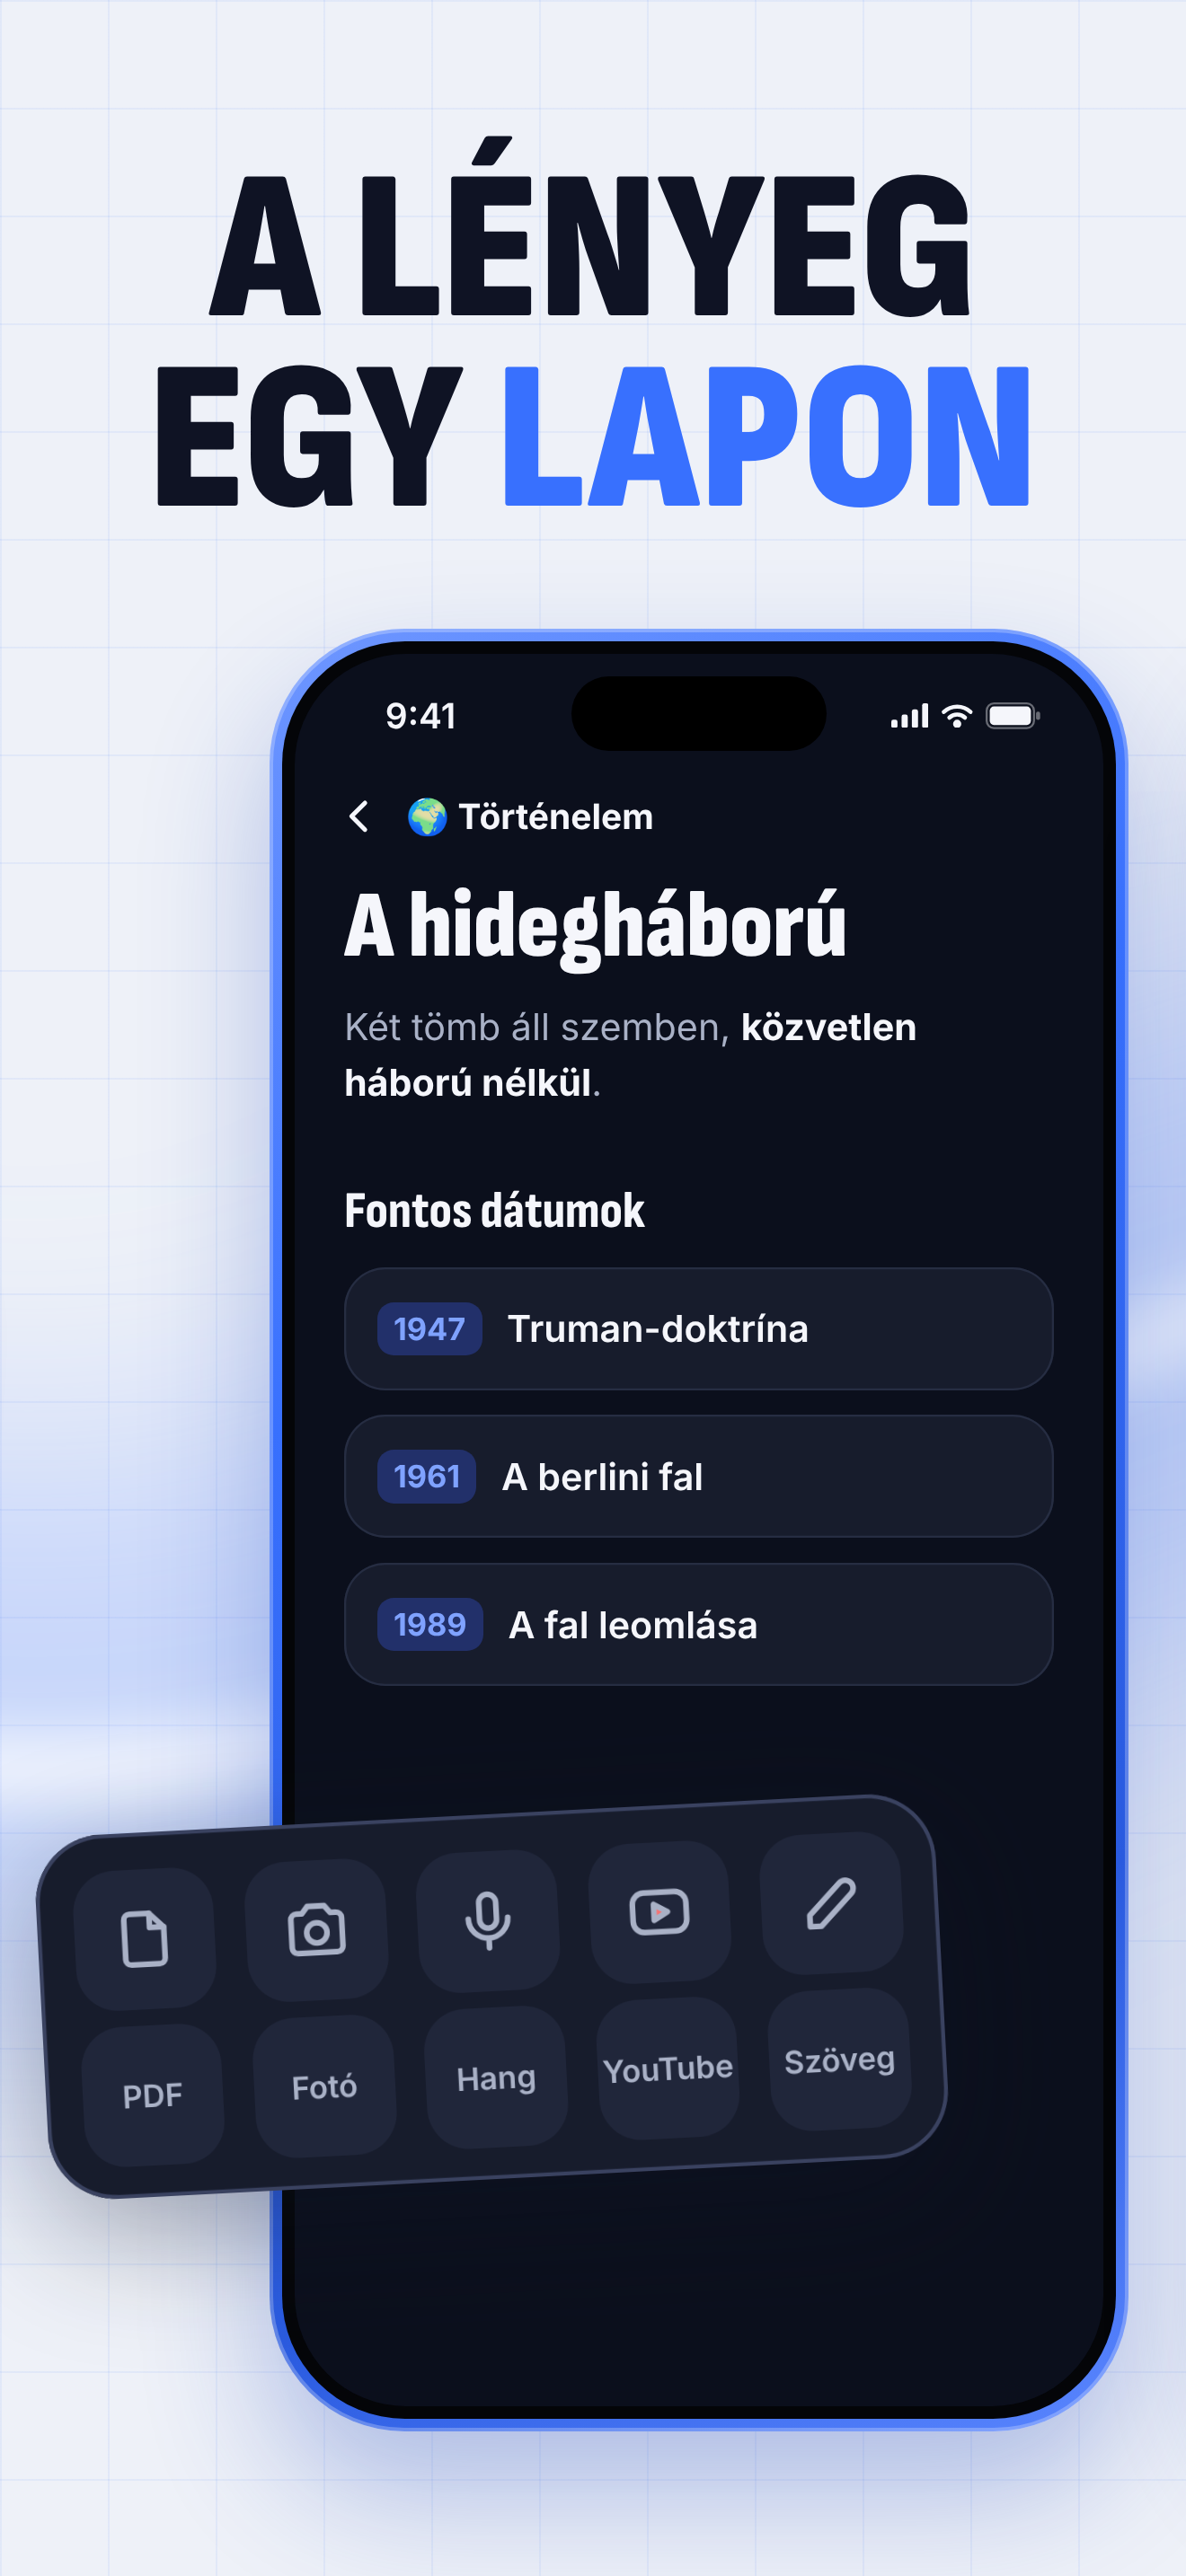 A LÉNYEG
EGY LAPON
9:41
🌍 Történelem
A hidegháború
Két tömb áll szemben, közvetlen
háború nélkül.
Fontos dátumok
1947 Truman-doktrína
1961 A berlini fal
1989 A fal leomlása
PDF Fotó Hang YouTube Szöveg